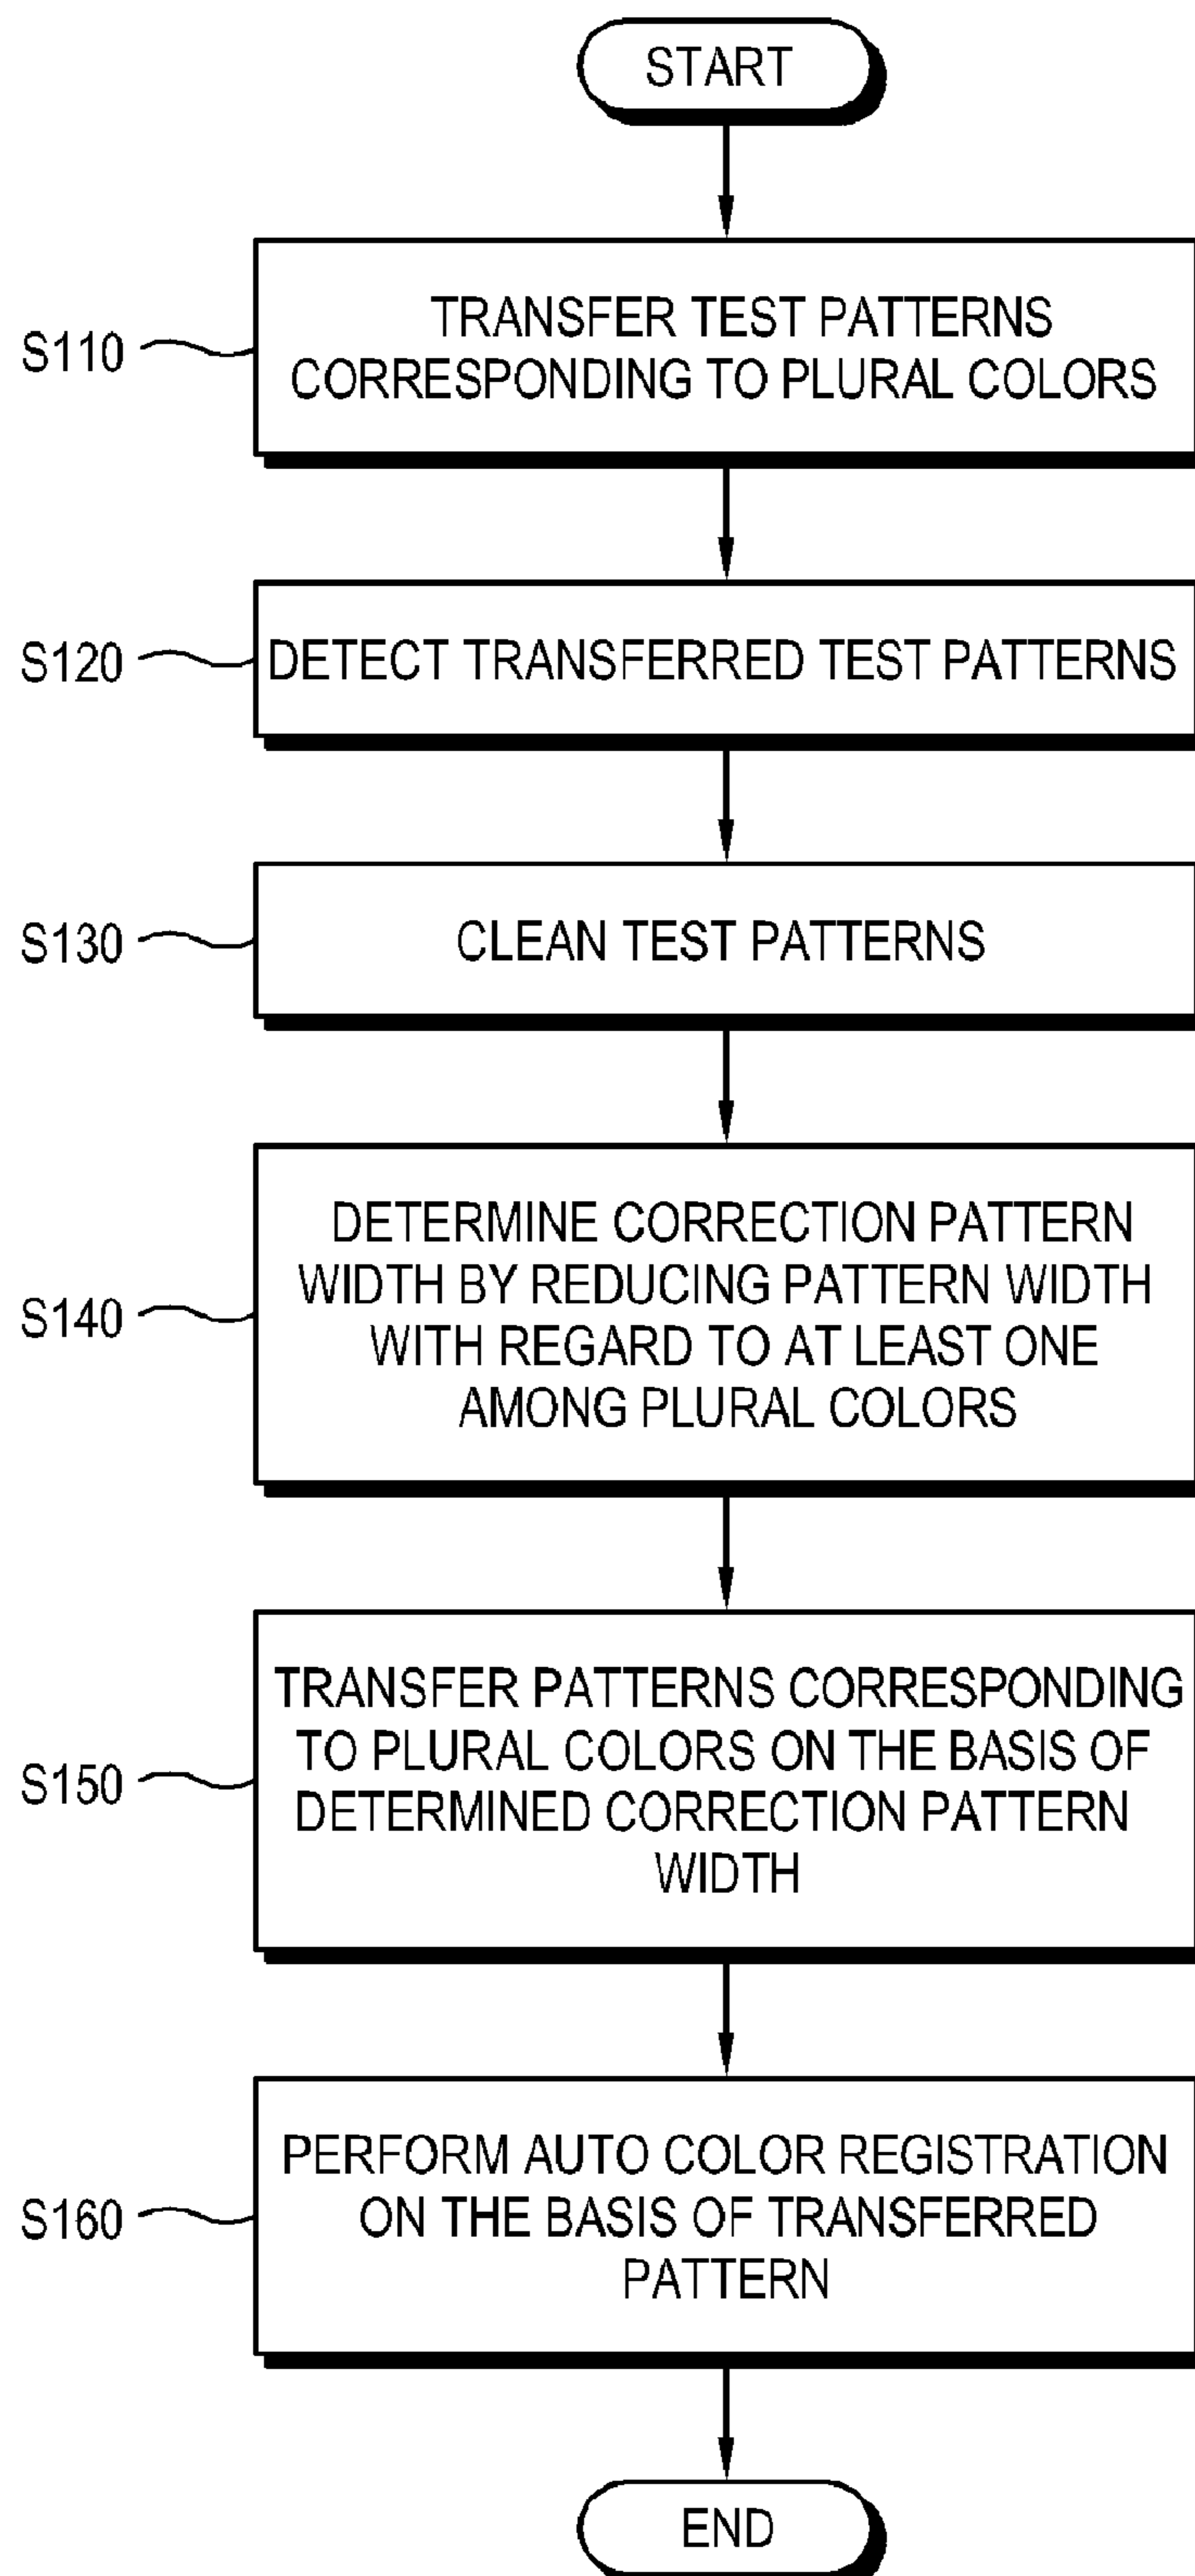 START
S110
TRANSFER TEST PATTERNS
CORRESPONDING TO PLURAL COLORS
S120
DETECT TRANSFERRED TEST PATTERNS
S130
CLEAN TEST PATTERNS
S140
DETERMINE CORRECTION PATTERN
WIDTH BY REDUCING PATTERN WIDTH
WITH REGARD TO AT LEAST ONE
AMONG PLURAL COLORS
S150
TRANSFER PATTERNS CORRESPONDING
TO PLURAL COLORS ON THE BASIS OF
DETERMINED CORRECTION PATTERN
WIDTH
S160
PERFORM AUTO COLOR REGISTRATION
ON THE BASIS OF TRANSFERRED
PATTERN
END